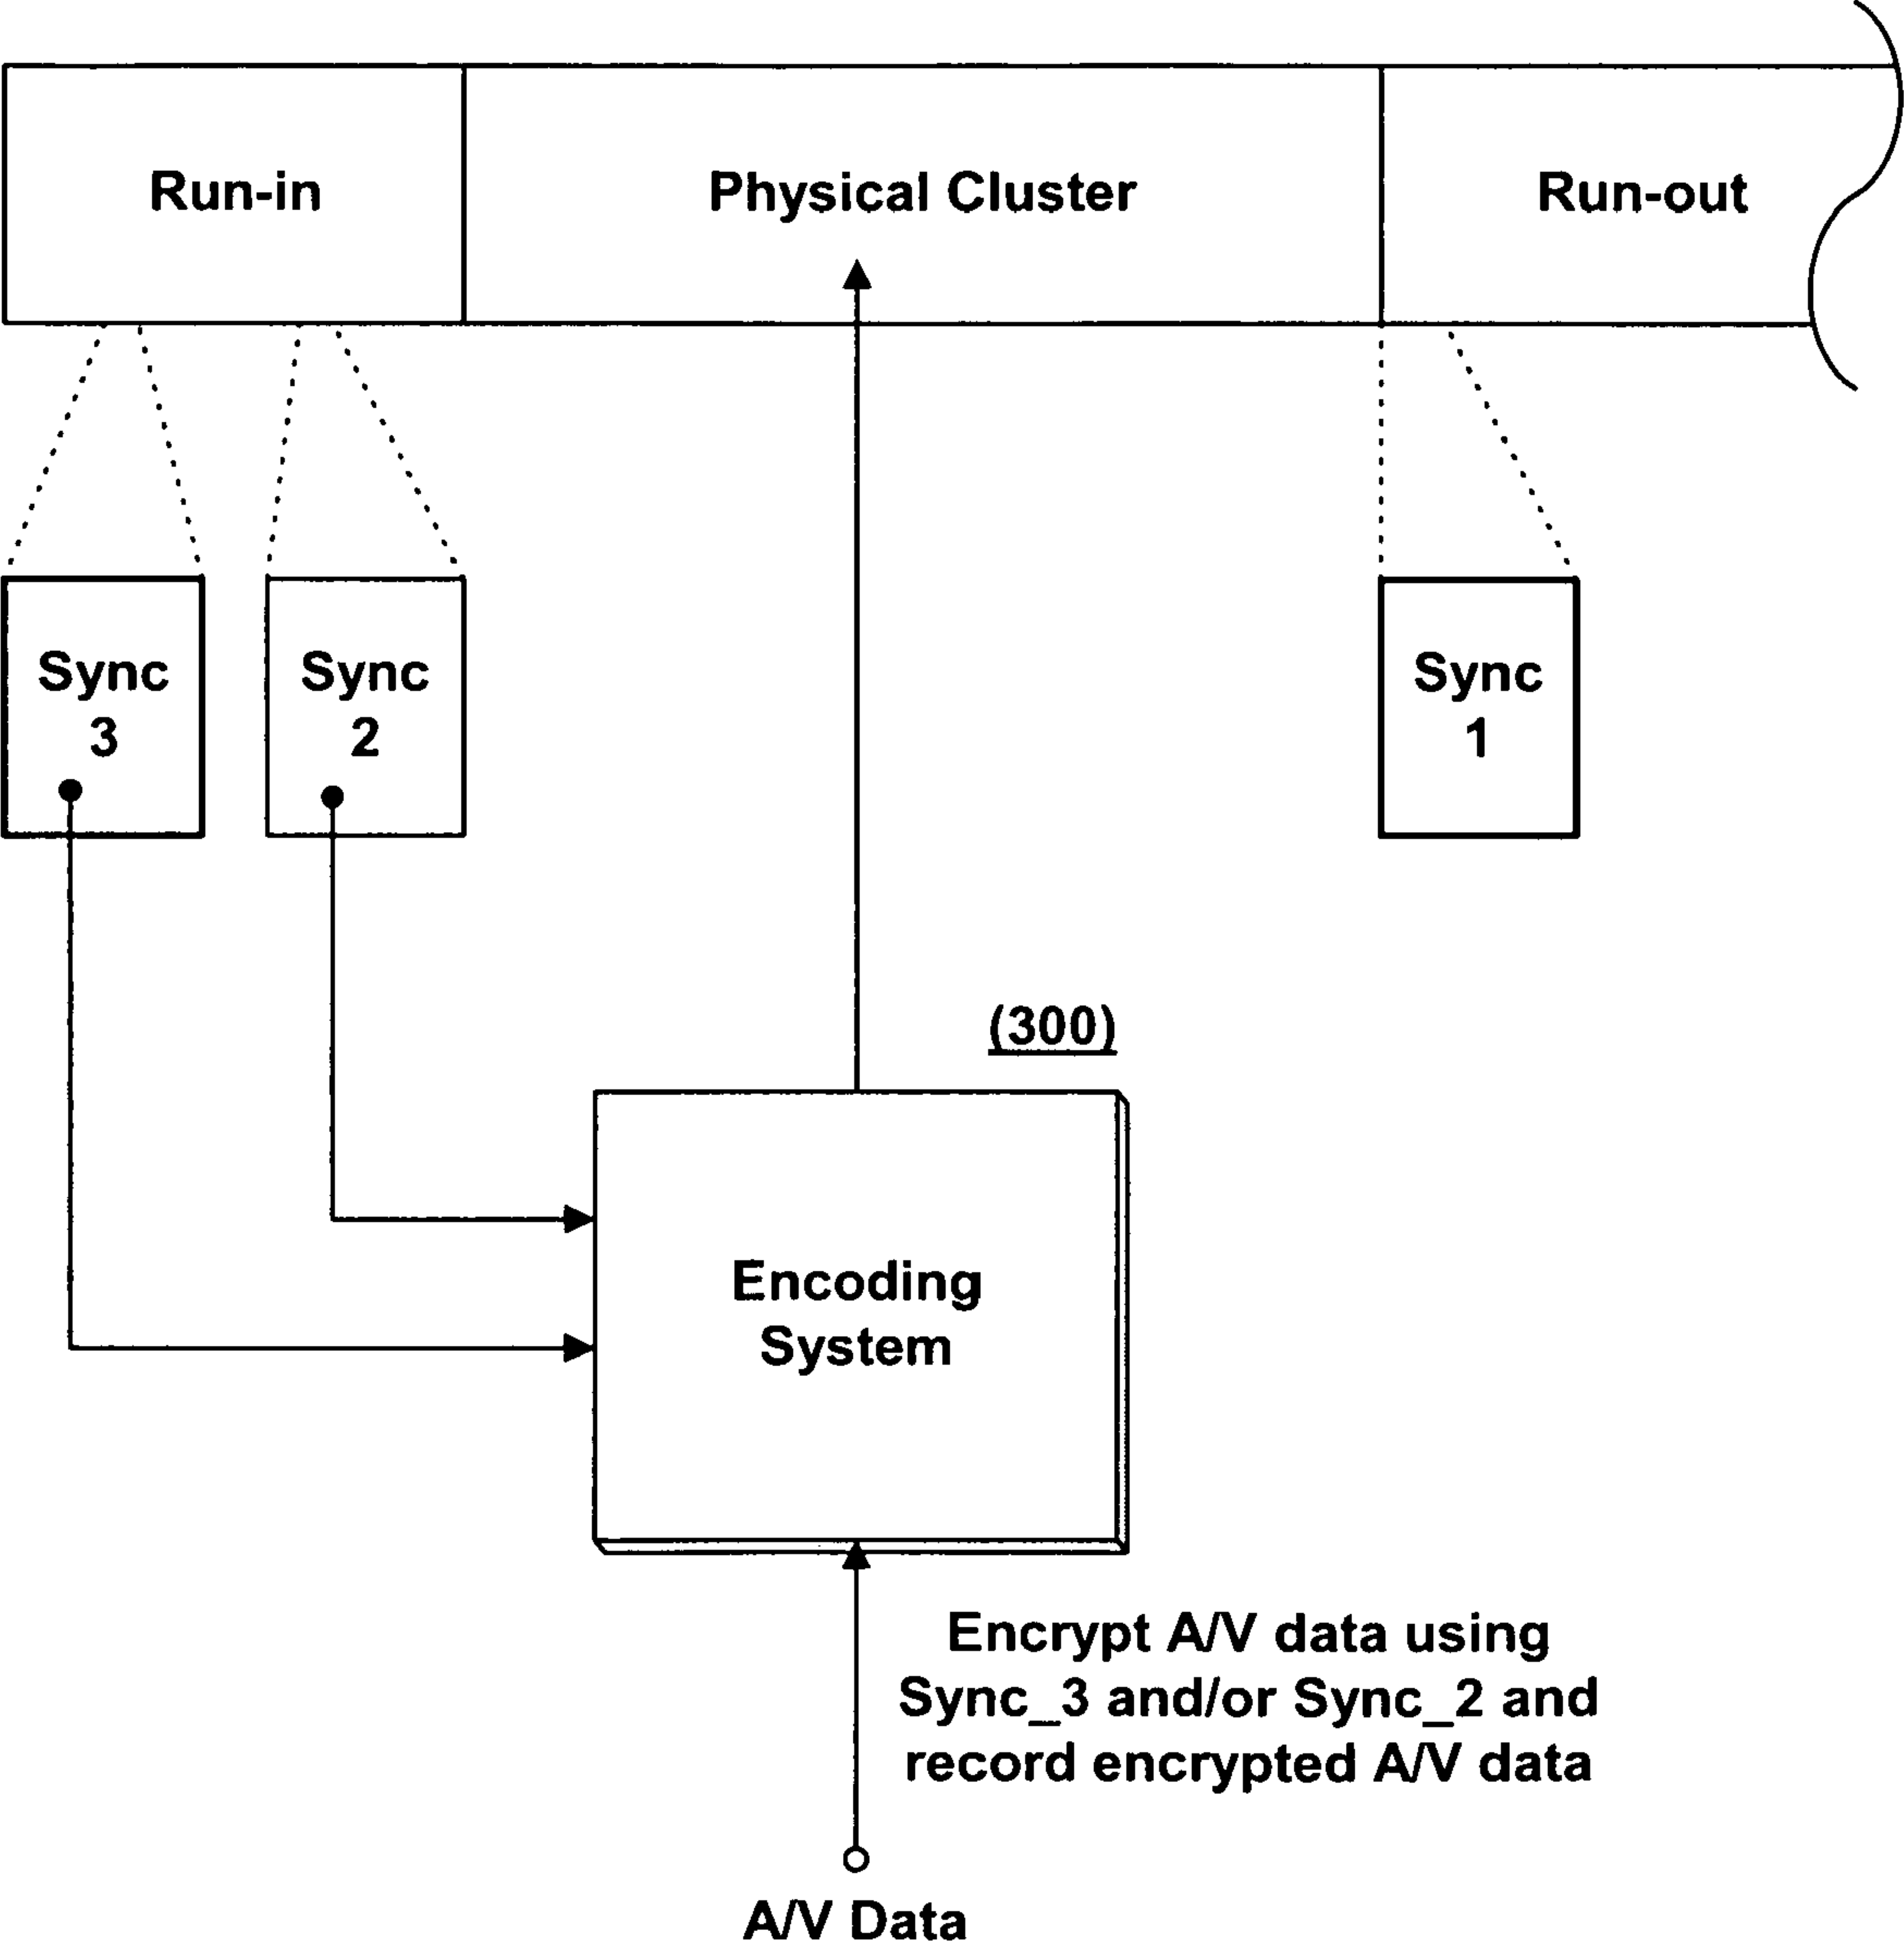 Run-in
Physical Cluster
Run-out
Sync
3
Sync
2
Sync
1
(300)
Encoding
System
Encrypt A/V data using
Sync_3 and/or Sync_2 and
record encrypted A/V data
A/V Data